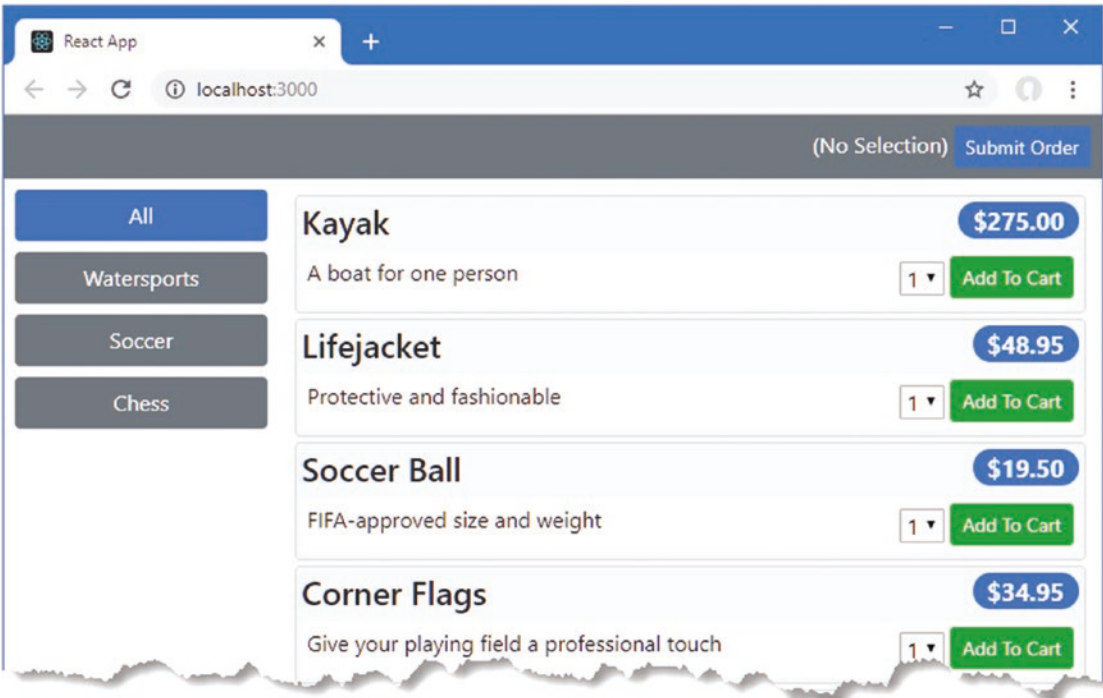 React App
localhost:3000
(No Selection) Submit Order
All
Watersports
Soccer
Chess
Kayak $275.00
A boat for one person 1 Add To Cart
Lifejacket $48.95
Protective and fashionable 1 Add To Cart
Soccer Ball $19.50
FIFA-approved size and weight 1 Add To Cart
Corner Flags $34.95
Give your playing field a professional touch 1 Add To Cart